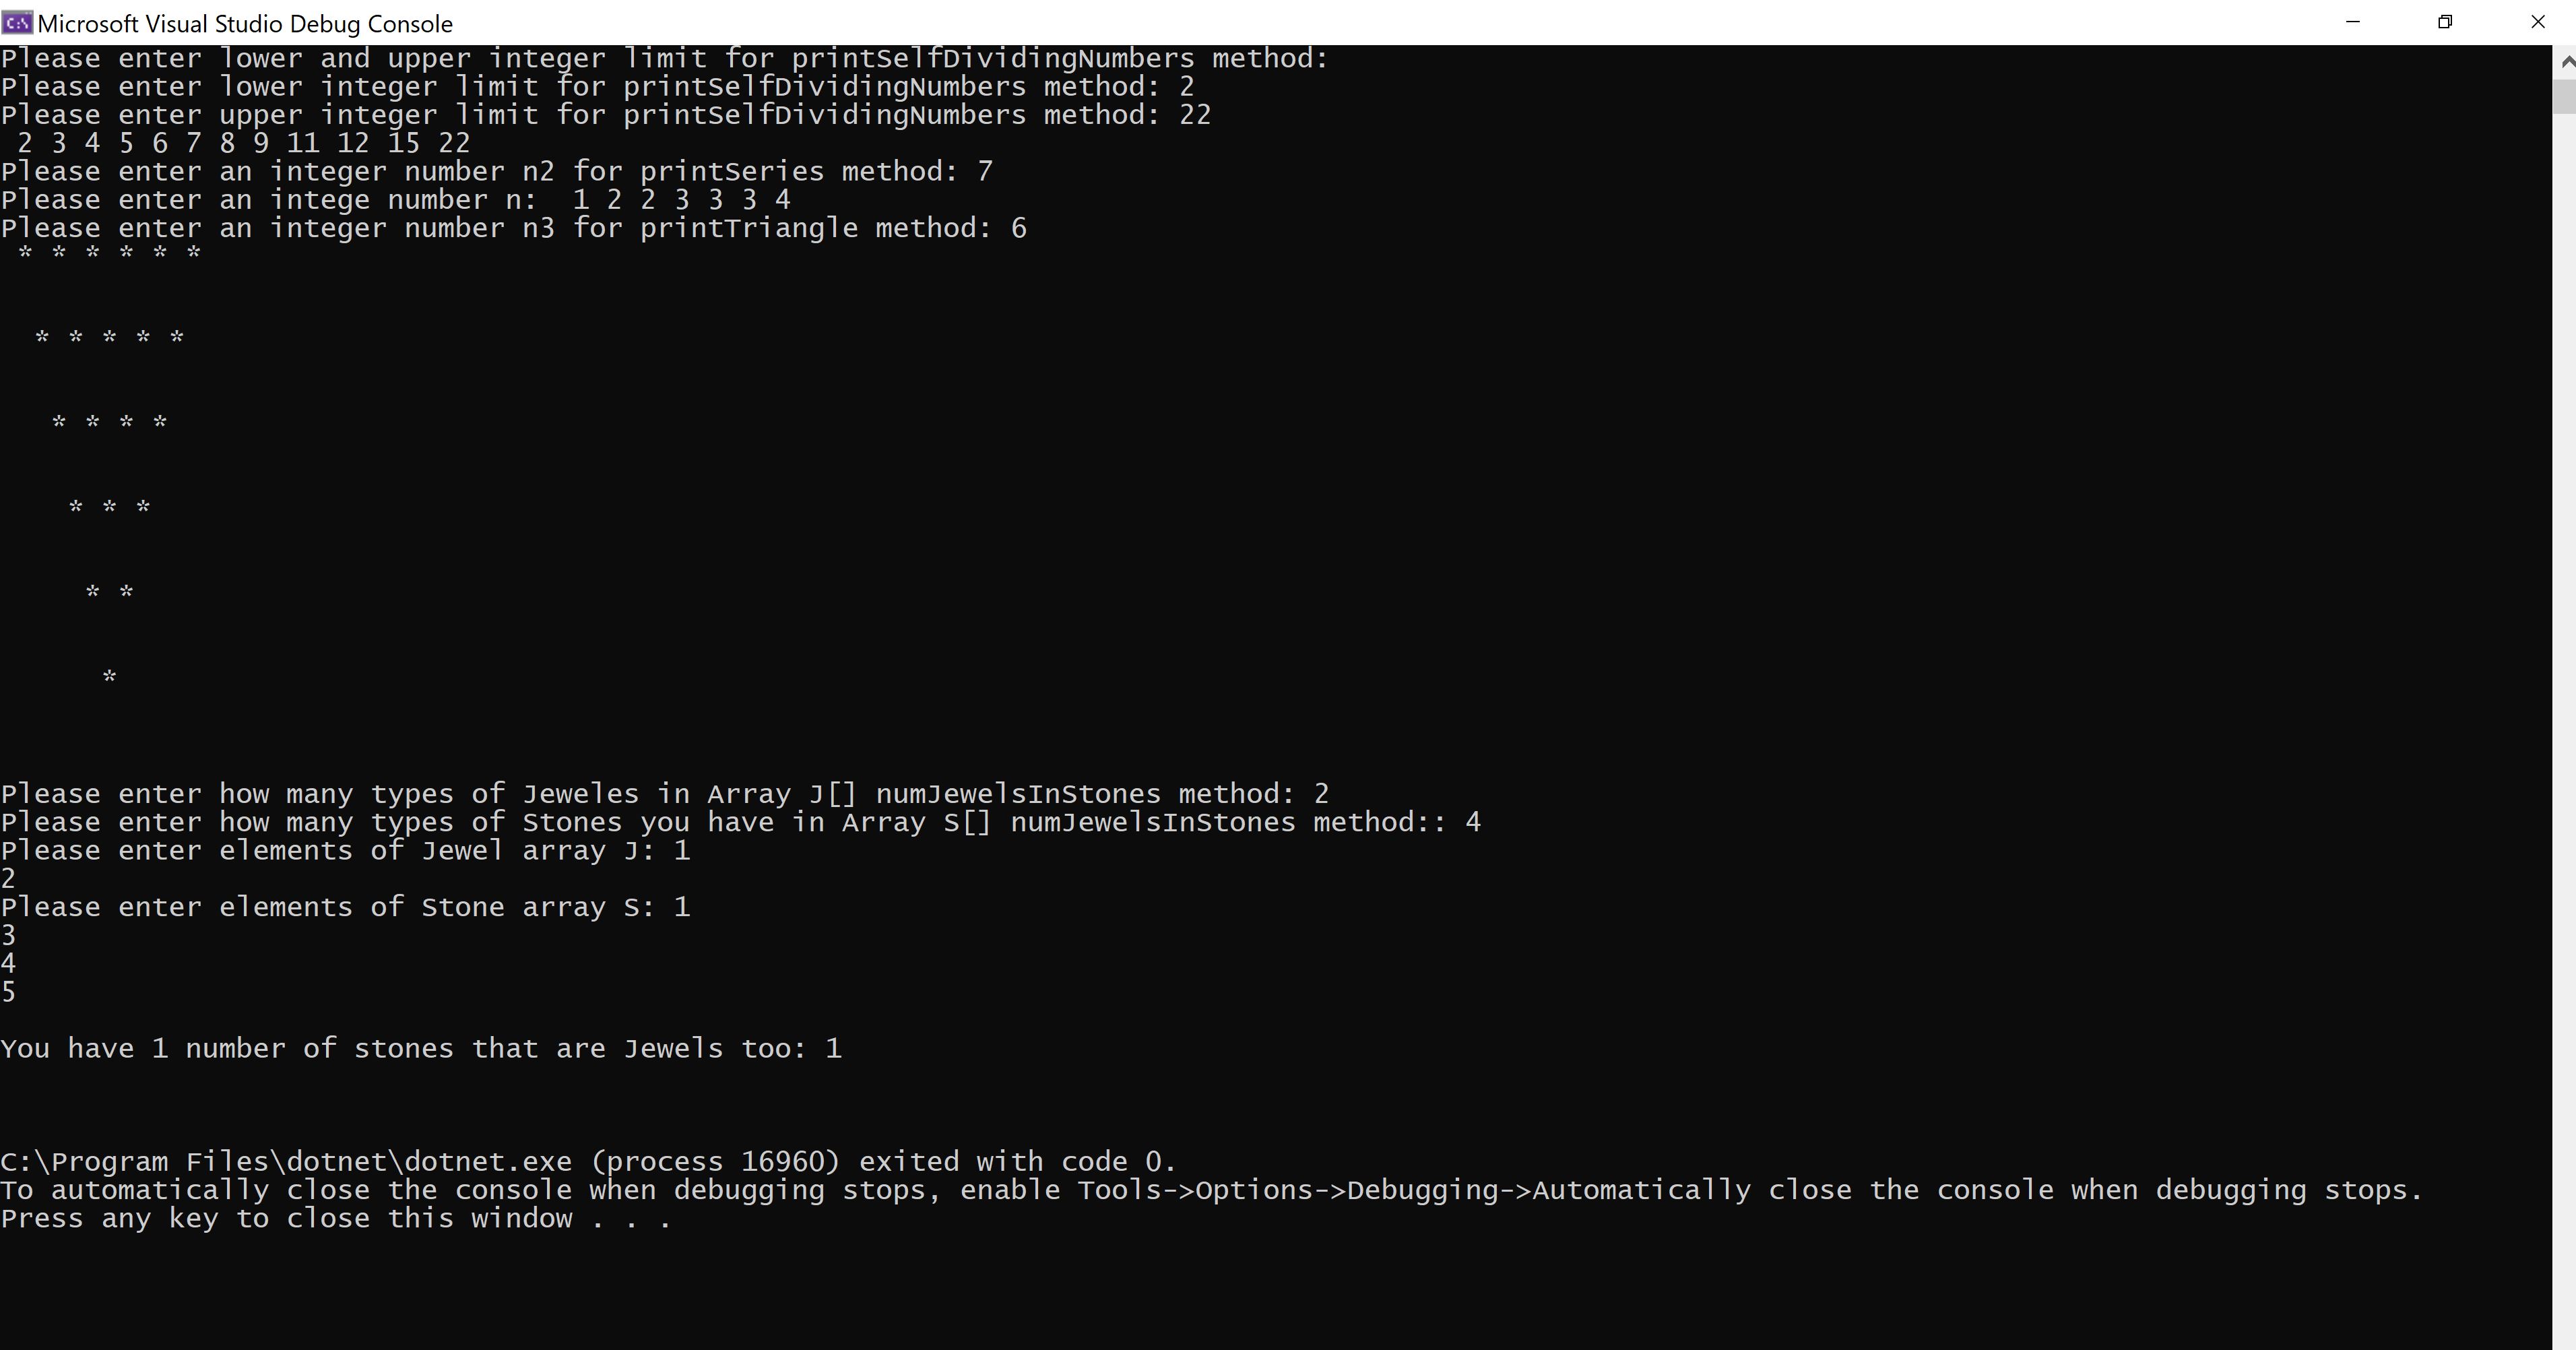 Microsoft Visual Studio Debug Console
Please enter lower and upper integer limit for printSelfDividingNumbers method:
Please enter lower integer limit for printSelfDividingNumbers method: 2
Please enter upper integer limit for printSelfDividingNumbers method: 22
 2 3 4 5 6 7 8 9 11 12 15 22
Please enter an integer number n2 for printSeries method: 7
Please enter an intege number n:  1 2 2 3 3 3 4
Please enter an integer number n3 for printTriangle method: 6
 * * * * * *
  * * * * *
   * * * *
    * * *
     * *
      *
Please enter how many types of Jeweles in Array J[] numJewelsInStones method: 2
Please enter how many types of Stones you have in Array S[] numJewelsInStones method:: 4
Please enter elements of Jewel array J: 1
2
Please enter elements of Stone array S: 1
3
4
5
You have 1 number of stones that are Jewels too: 1
C:\Program Files\dotnet\dotnet.exe (process 16960) exited with code 0.
To automatically close the console when debugging stops, enable Tools->Options->Debugging->Automatically close the console when debugging stops.
Press any key to close this window . . .